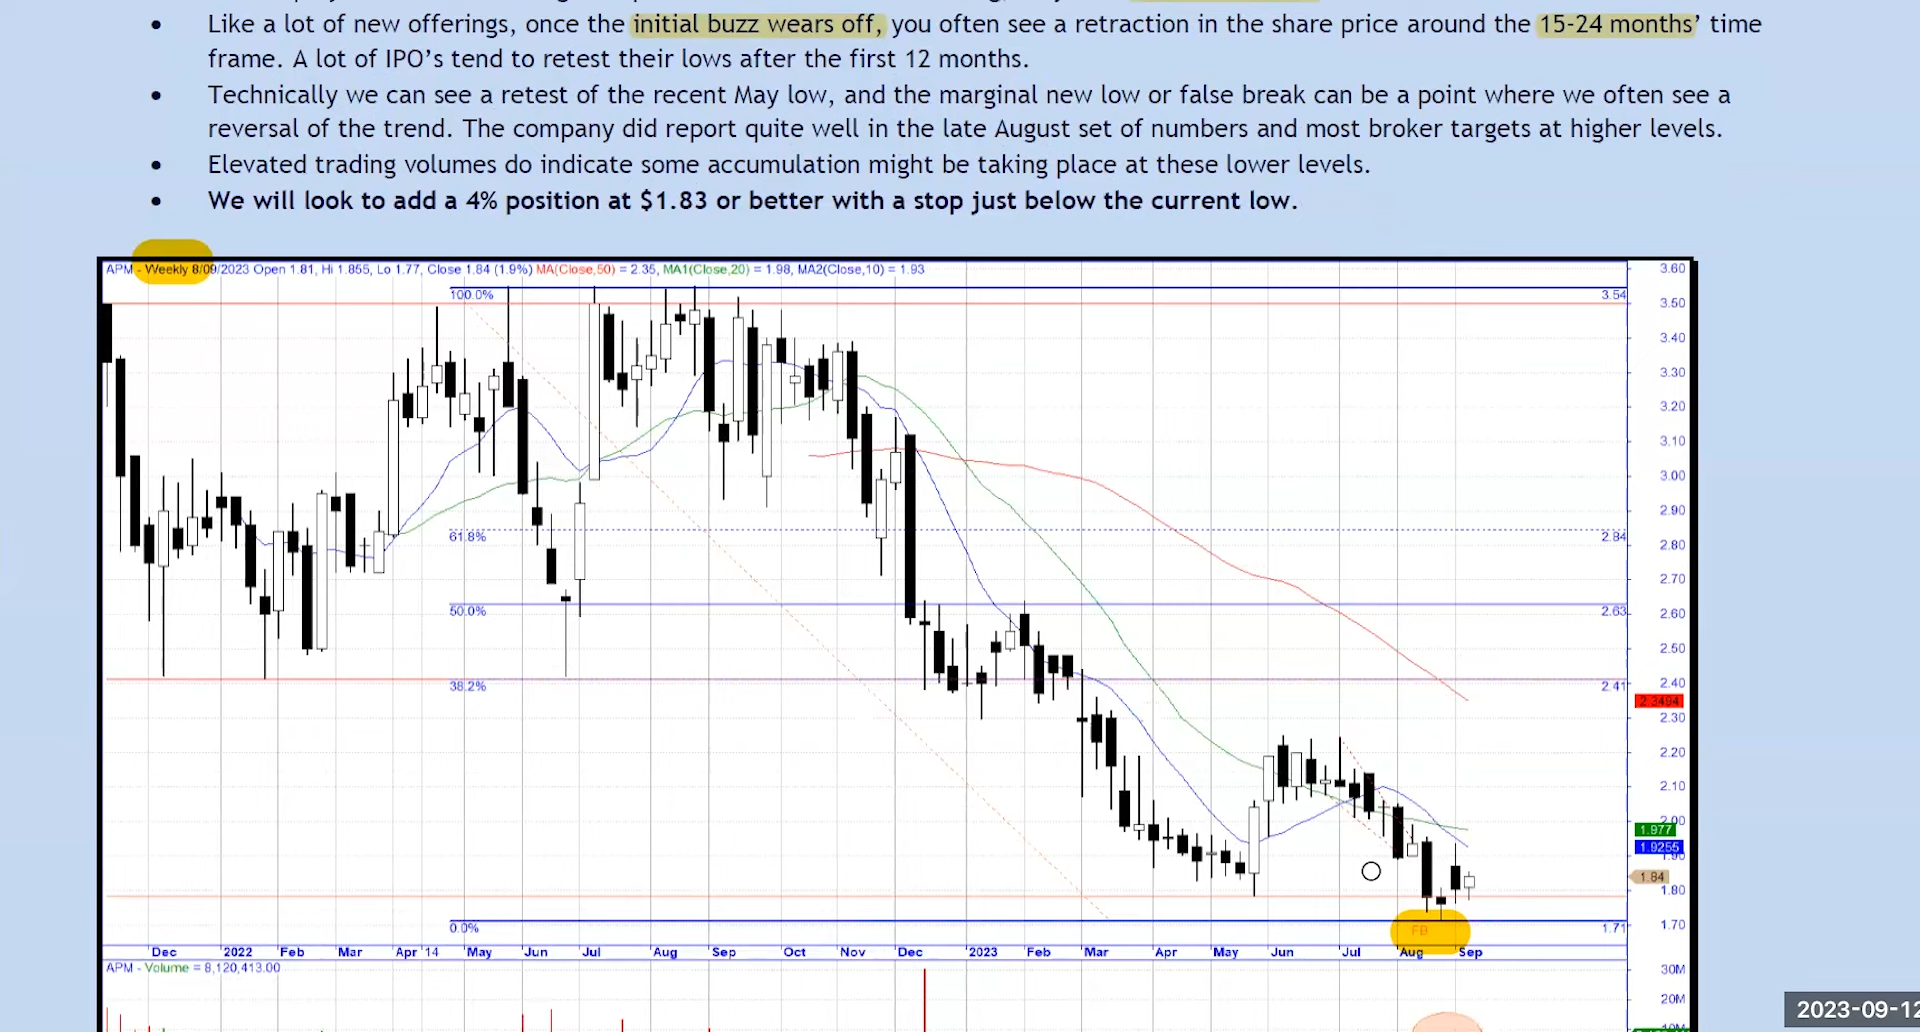 Like a lot of new offerings, once the initial buzz wears off, you often see a retraction in the share price around the 15-24 months' time
frame. A lot of IPO's tend to retest their lows after the first 12 months.
Technically we can see a retest of the recent May low, and the marginal new low or false break can be a point where we often see a
reversal of the trend. The company did report quite well in the late August set of numbers and most broker targets at higher levels.
Elevated trading volumes do indicate some accumulation might be taking place at these lower levels.
We will look to add a 4% position at $1.83 or better with a stop just below the current low.
APM - Weekly 8/09/2023 Open 1.81, Hi 1.855, Lo 1.77, Close 1.84 (1.9%) MA(Close,50) = 2.35, MA1(Close,20) = 1.98, MA2(Close,10) = 1.93
3.60
100.0% 3.54
3.50
3.40
3.30
3.20
3.10
3.00
2.90
61.8% 2.84
2.80
2.70
50.0% 2.63
2.60
2.50
38.2% 2.41
2.40
2.3494
2.30
2.20
2.10
2.00
1.977
1.9255
1.90
1.84
1.80
0.0% FB 1.71
1.70
Dec 2022 Feb Mar Apr '14 May Jun Jul Aug Sep Oct Nov Dec 2023 Feb Mar Apr May Jun Jul Aug Sep
APM - Volume = 8,120,413.00
30M
20M
10M
2023-09-12